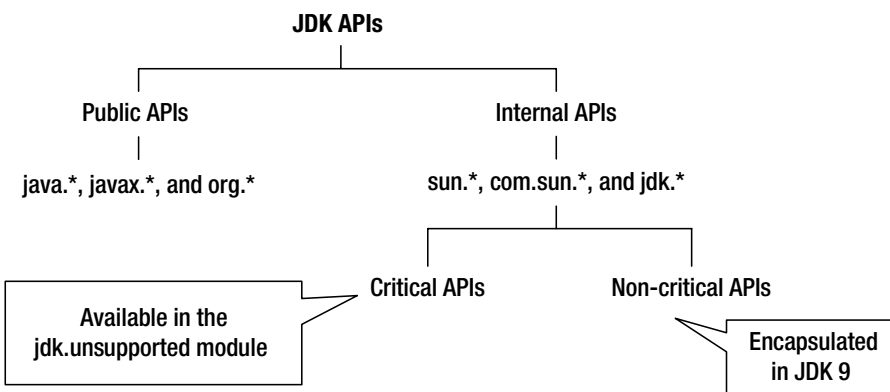 JDK APIs
Public APIs
Internal APIs
java.*, javax.*, and org.*
sun.*, com.sun.*, and jdk.*
Critical APIs
Non-critical APIs
Available in the
jdk.unsupported module
Encapsulated
in JDK 9